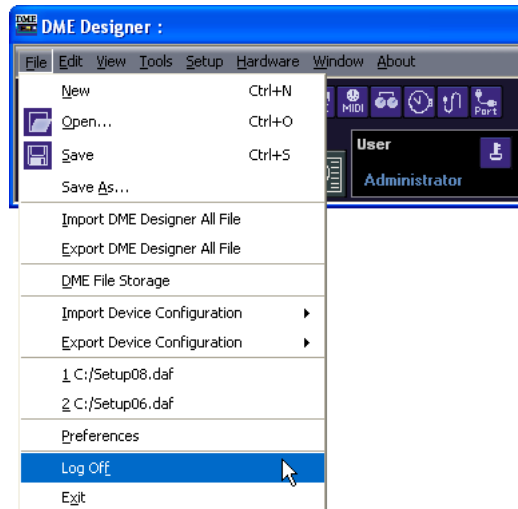 DME DME Designer :
File Edit View Tools Setup Hardware Window About
New Ctrl+N
MIDI Port
Open... Ctrl+O
Save Ctrl+S
User
Save As...
Administrator
Import DME Designer All File
Export DME Designer All File
DME File Storage
Import Device Configuration
Export Device Configuration
1 C:/Setup08.daf
2 C:/Setup06.daf
Preferences
Log Off
Exit